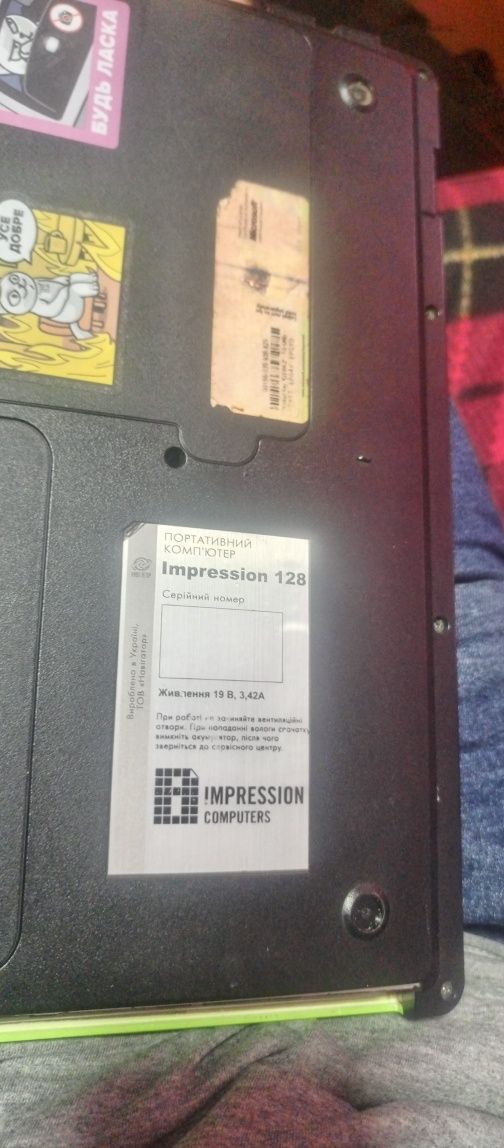 БУДЬ ЛАСКА
УСЕ
ДОБРЕ
Microsoft
ПОРТАТИВНИЙ
КОМП'ЮТЕР
Impression 128
Серійний номер
Вироблено в Україні,
ТОВ «Навігатор»
Живлення 19 В, 3,42А
При роботі не закривайте вентиляційні
отвори. При попаданні вологи спочатку
вимкніть акумулятор, після чого
зверніться до сервісного центру.
IMPRESSION
COMPUTERS